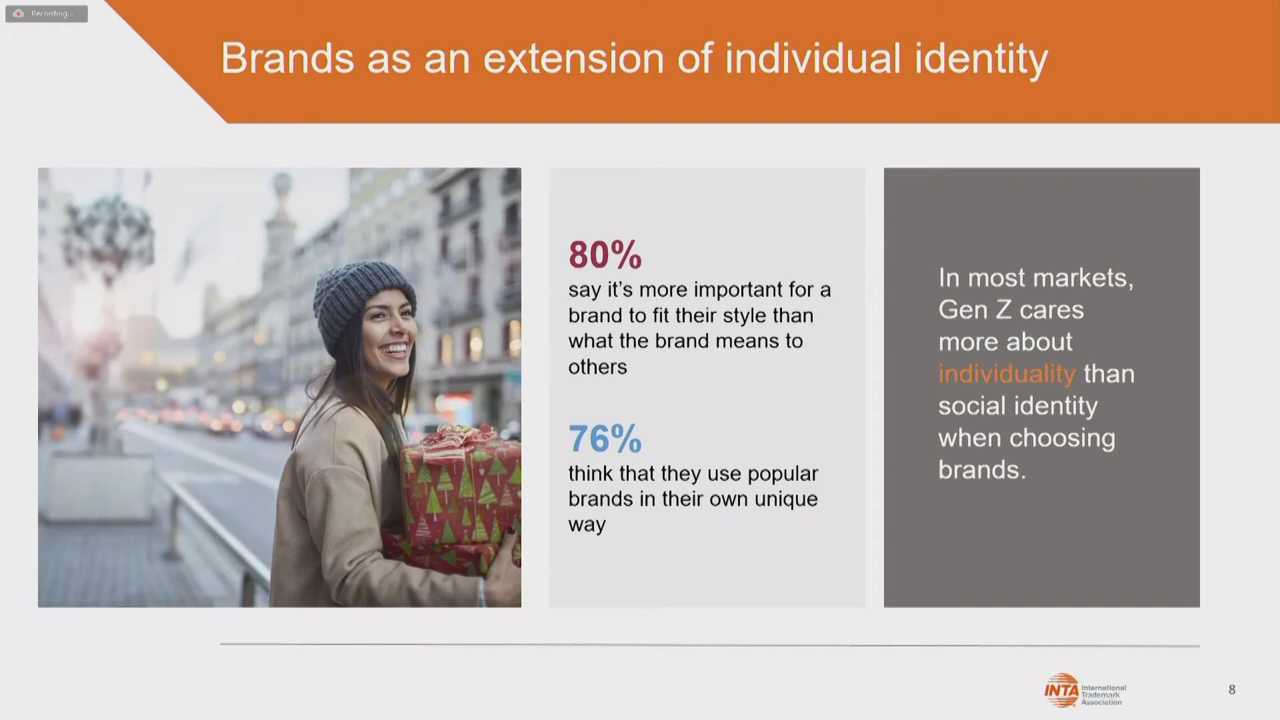 Recording...
Brands as an extension of individual identity
80%
say it's more important for a
brand to fit their style than
what the brand means to
others
76%
think that they use popular
brands in their own unique
way
In most markets,
Gen Z cares
more about
individuality than
social identity
when choosing
brands.
INTA
International
Trademark
Association
8